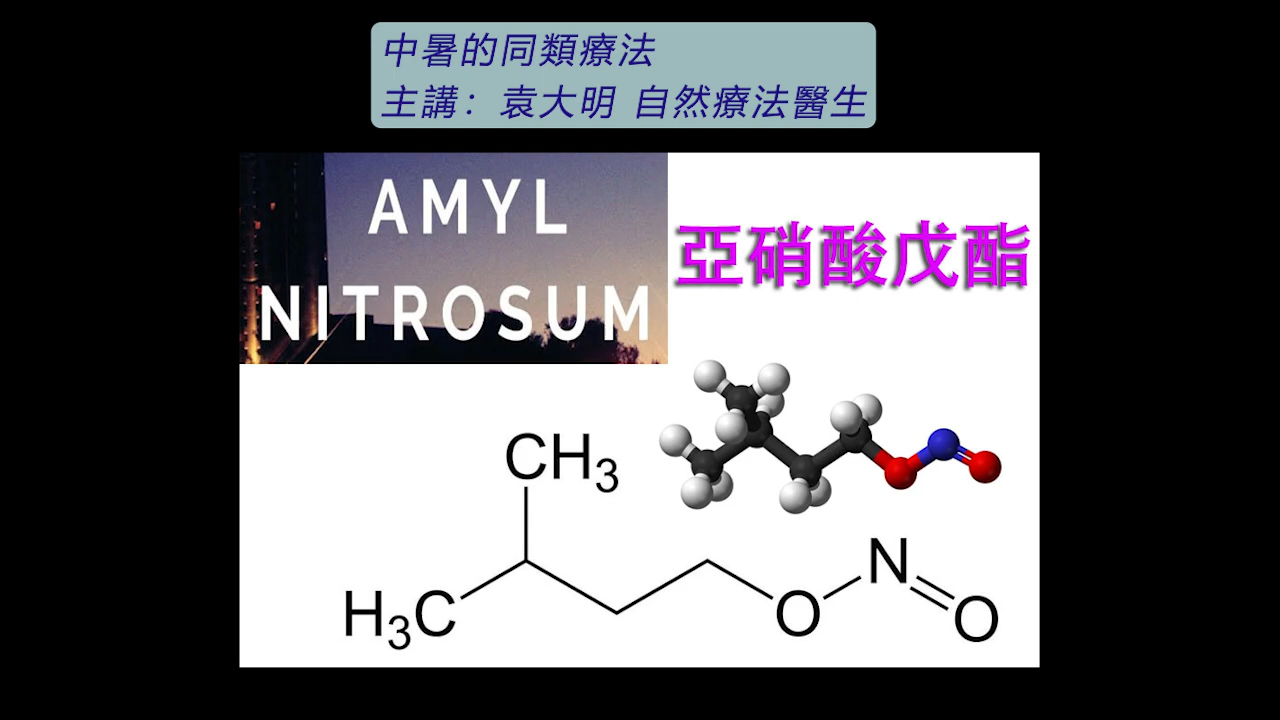 中暑的同類療法
主講：袁大明 自然療法醫生
AMYL
NITROSUM
亞硝酸戊酯
CH3
H3C
O
N
O